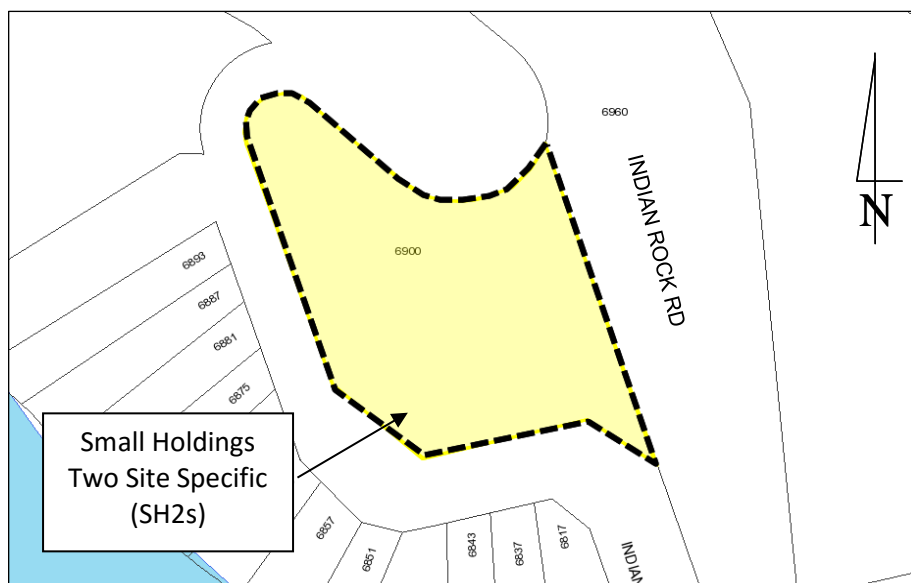 6960
INDIAN ROCK RD
N
6900
6893
6887
6881
6875
Small Holdings
Two Site Specific
(SH2s)
6857
6851
6843
6837
6817
INDIAN